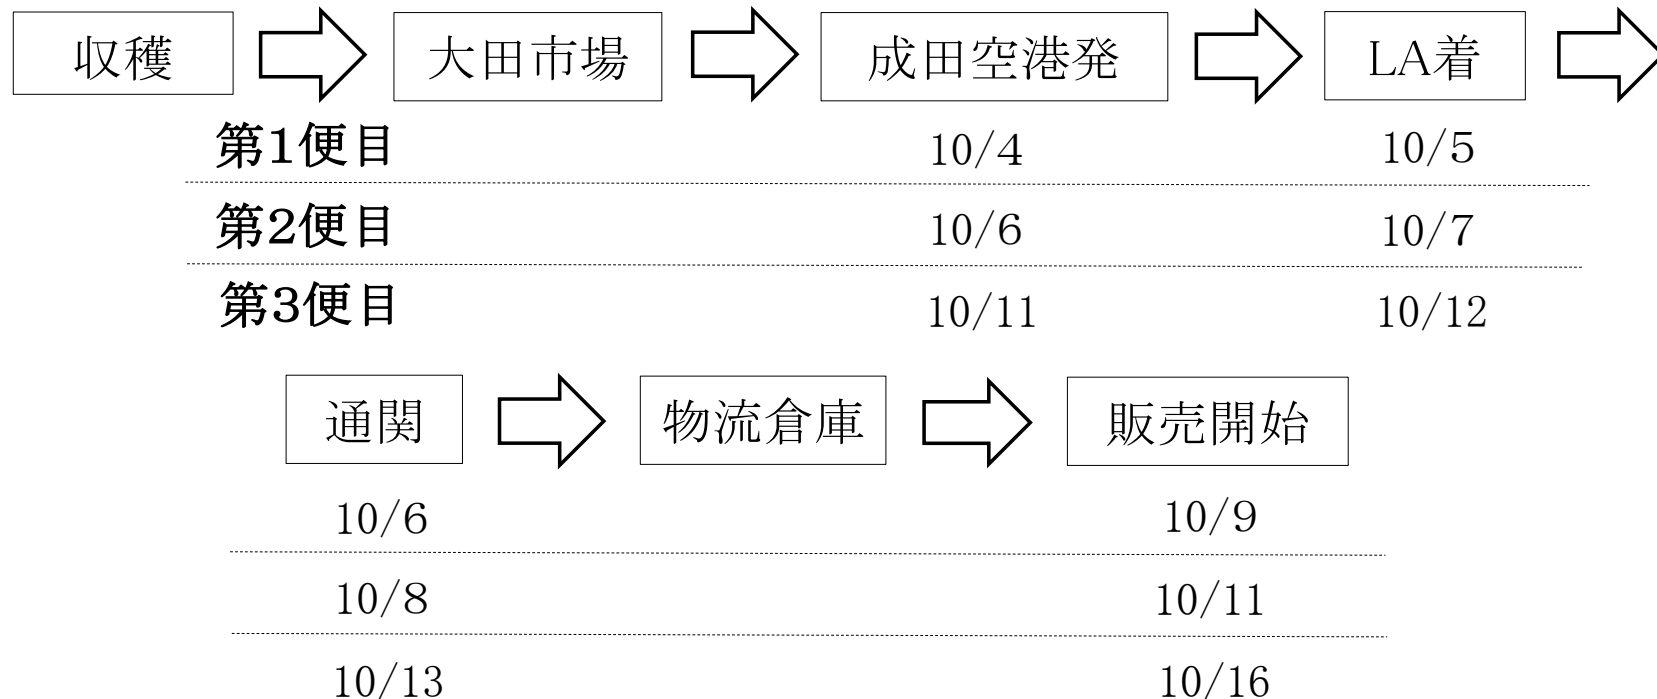 収穫 大田市場 成田空港発 LA着
第1便目 10/4 10/5
第2便目 10/6 10/7
第3便目 10/11 10/12
通関 物流倉庫 販売開始
10/6 10/9
10/8 10/11
10/13 10/16